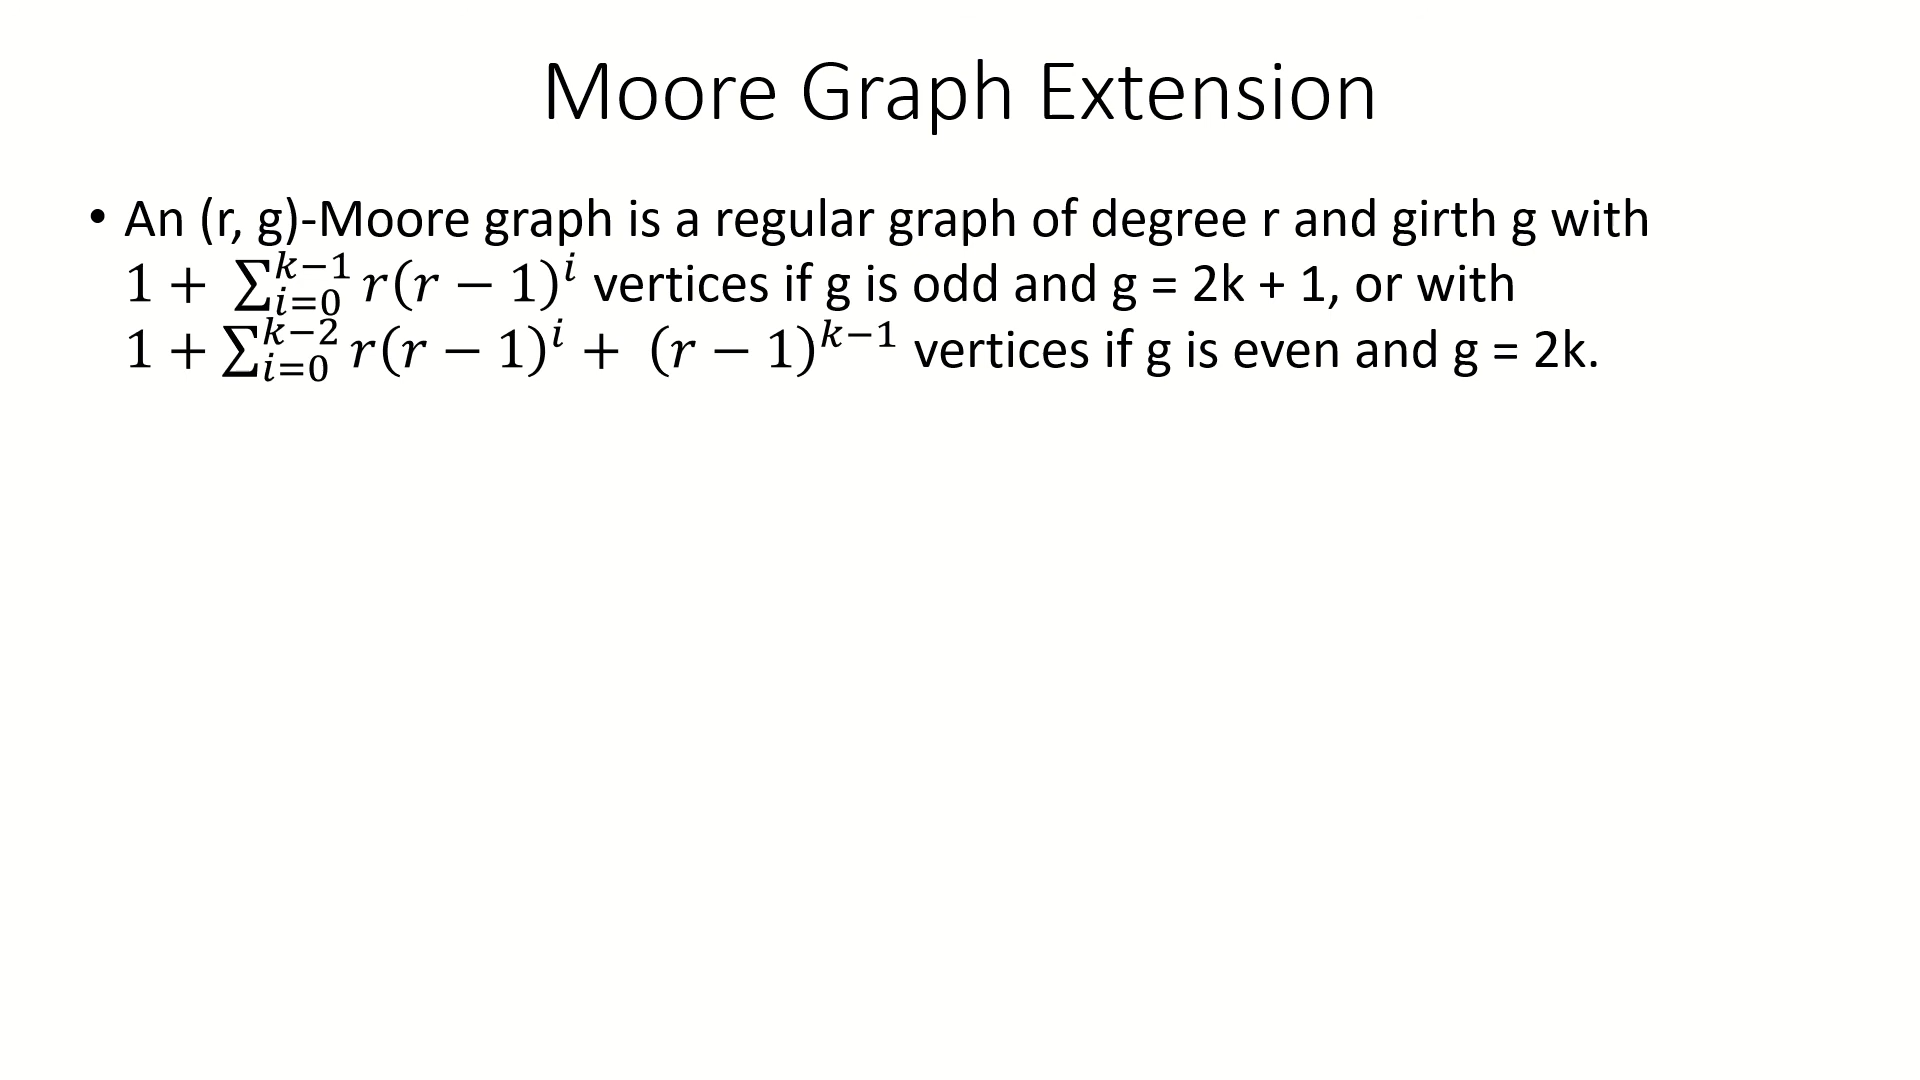 Moore Graph Extension
• An (r, g)-Moore graph is a regular graph of degree r and girth g with
$1 + \sum_{i=0}^{k-1} r(r-1)^i$ vertices if g is odd and g = 2k + 1, or with
$1 + \sum_{i=0}^{k-2} r(r-1)^i + (r-1)^{k-1}$ vertices if g is even and g = 2k.